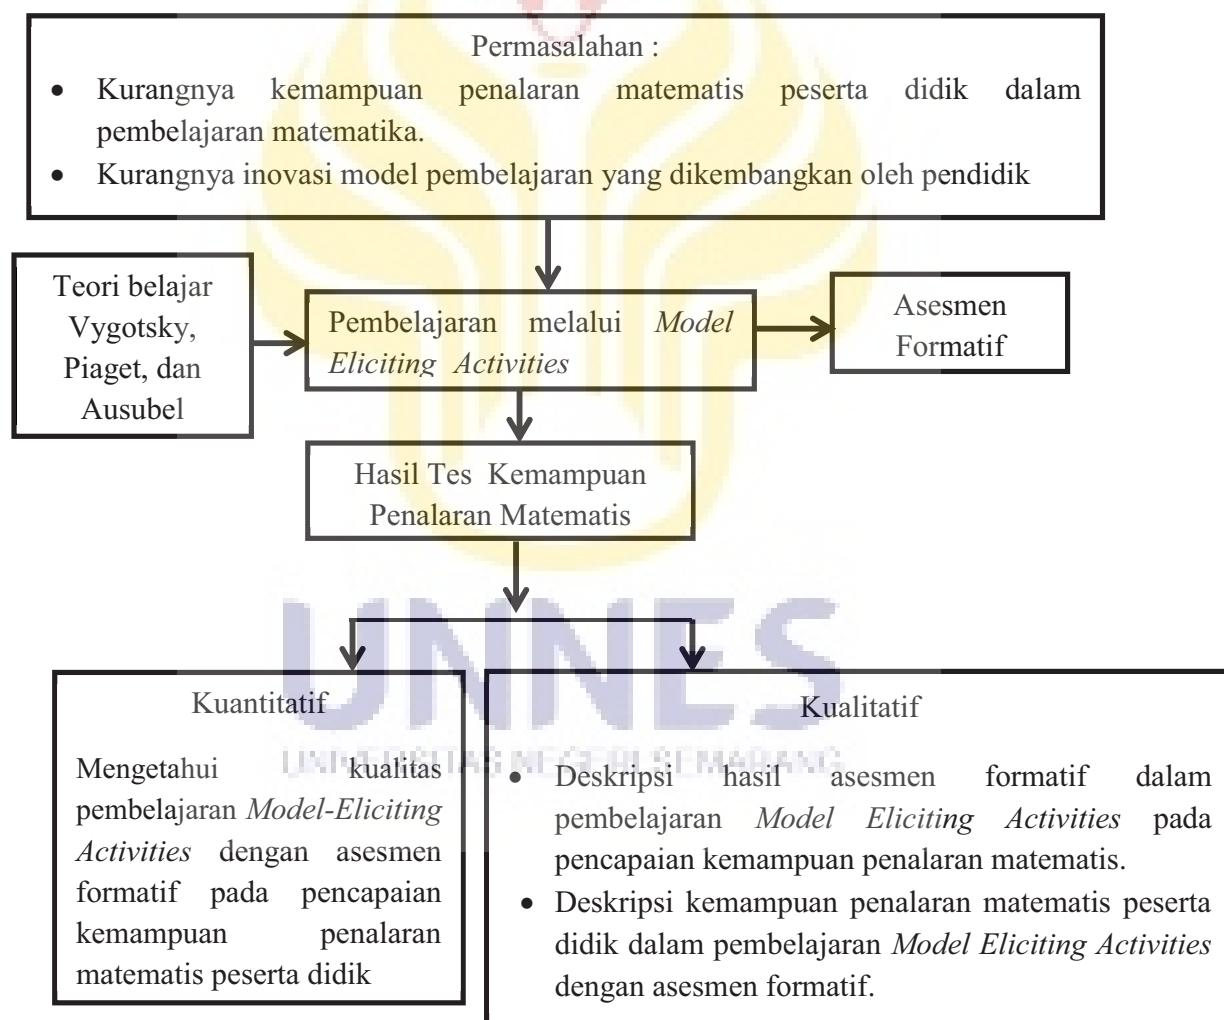 Permasalahan :
• Kurangnya kemampuan penalaran matematis peserta didik dalam
pembelajaran matematika.
• Kurangnya inovasi model pembelajaran yang dikembangkan oleh pendidik
Teori belajar
Vygotsky,
Piaget, dan
Ausubel
Pembelajaran melalui Model
Eliciting Activities
Asesmen
Formatif
Hasil Tes Kemampuan
Penalaran Matematis
UNNES
UNIVERSITAS NEGERI SEMARANG
Kuantitatif
Mengetahui kualitas
pembelajaran Model-Eliciting
Activities dengan asesmen
formatif pada pencapaian
kemampuan penalaran
matematis peserta didik
Kualitatif
• Deskripsi hasil asesmen formatif dalam
pembelajaran Model Eliciting Activities pada
pencapaian kemampuan penalaran matematis.
• Deskripsi kemampuan penalaran matematis peserta
didik dalam pembelajaran Model Eliciting Activities
dengan asesmen formatif.